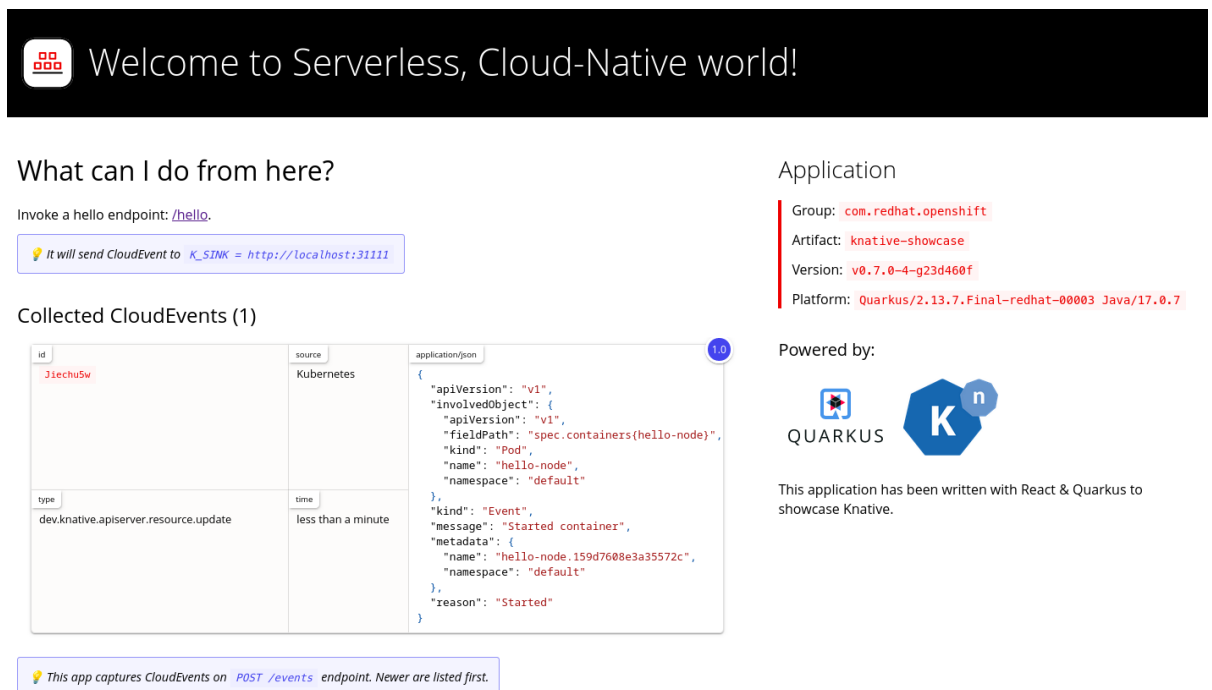 Welcome to Serverless, Cloud-Native world!
What can I do from here?
Invoke a hello endpoint: /hello.
💡 It will send CloudEvent to K_SINK = http://localhost:31111
Collected CloudEvents (1)
id
Jiechu5w
source
Kubernetes
type
dev.knative.apiserver.resource.update
time
less than a minute
application/json
1.0
{
"apiVersion": "v1",
"involvedObject": {
"apiVersion": "v1",
"fieldPath": "spec.containers{hello-node}",
"kind": "Pod",
"name": "hello-node",
"namespace": "default"
},
"kind": "Event",
"message": "Started container",
"metadata": {
"name": "hello-node.159d7608e3a35572c",
"namespace": "default"
},
"reason": "Started"
}
💡 This app captures CloudEvents on POST /events endpoint. Newer are listed first.
Application
Group: com.redhat.openshift
Artifact: knative-showcase
Version: v0.7.0-4-g23d460f
Platform: Quarkus/2.13.7.Final-redhat-00003 Java/17.0.7
Powered by:
QUARKUS
K
n
This application has been written with React & Quarkus to
showcase Knative.